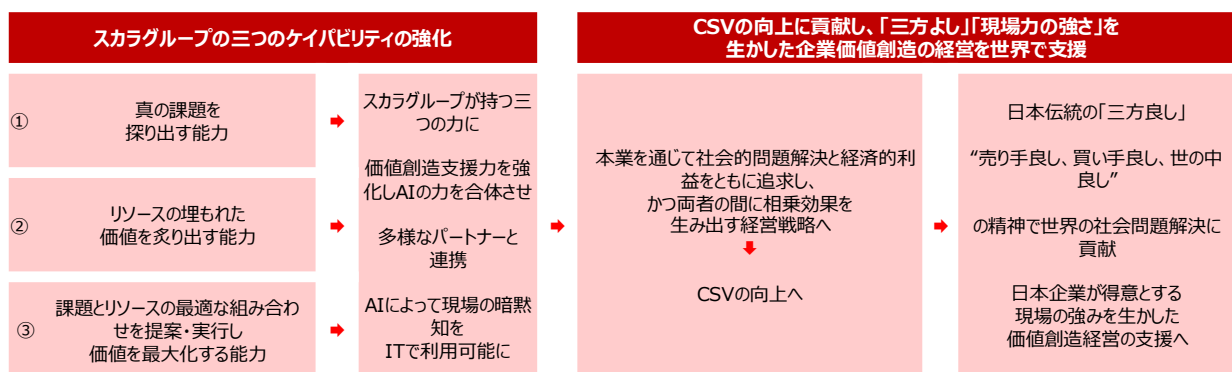 スカラグループの三つのケイパビリティの強化
CSVの向上に貢献し、「三方よし」「現場力の強さ」を
生かした企業価値創造の経営を世界で支援
①
真の課題を
探り出す能力
②
リソースの埋もれた
価値を炙り出す能力
③
課題とリソースの最適な組み合わ
せを提案・実行し
価値を最大化する能力
スカラグループが持つ三
つの力に
価値創造支援力を強
化しAIの力を合体させ
多様なパートナーと
連携
AIによって現場の暗黙
知を
ITで利用可能に
本業を通じて社会的問題解決と経済的利
益をともに追求し、
かつ両者の間に相乗効果を
生み出す経営戦略へ
CSVの向上へ
日本伝統の「三方良し」
“売り手良し、買い手良し、世の中
良し”
の精神で世界の社会問題解決に
貢献
日本企業が得意とする
現場の強みを生かした
価値創造経営の支援へ